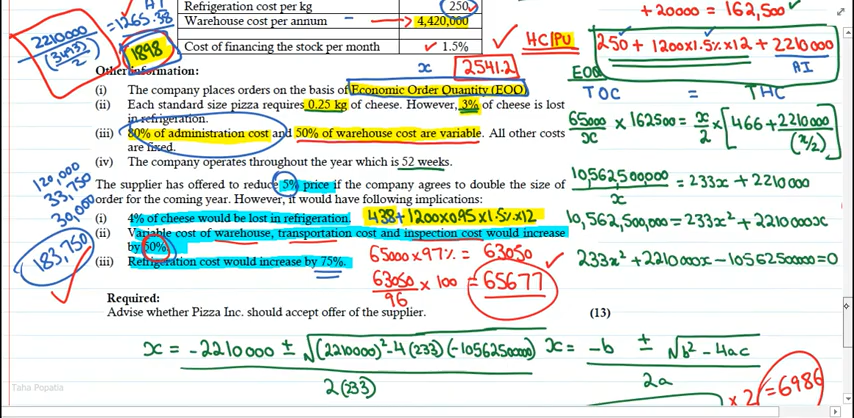 Refrigeration cost per kg 250
Warehouse cost per annum 4,420,000
Cost of financing the stock per month 1.5%
= 1265.38
2210000
(3493/2)
1898
+20000 = 162,500
HC/PU
250 + 1200x1.5%x12 + 2210000
AI
x 2541.2
EOQ
TOC = THC
Other information:
(i) The company places orders on the basis of Economic Order Quantity (EOQ)
(ii) Each standard size pizza requires 0.25 kg of cheese. However, 3% of cheese is lost
in refrigeration.
(iii) 80% of administration cost and 50% of warehouse cost are variable. All other costs
are fixed.
(iv) The company operates throughout the year which is 52 weeks.
65000/x x 162500 = x/2 x [466 + 2210000/(x/2)]
10,562,500,000/x = 233x + 2210000
10,562,500,000 = 233x² + 2210000x
233x² + 2210000x - 10562500000 = 0
120,000
33,750
30,000
183,750
The supplier has offered to reduce 5% price if the company agrees to double the size of
order for the coming year. However, it would have following implications:
(i) 4% of cheese would be lost in refrigeration. 438 + 1200x0.95x1.5%x12
(ii) Variable cost of warehouse, transportation cost and inspection cost would increase
by 50%.
(iii) Refrigeration cost would increase by 75%.
65000 x 97% = 63050
63050/96 x 100 = 65677
Required:
Advise whether Pizza Inc. should accept offer of the supplier. (13)
x = -2210000 ± √(2210000)²-4(233)(-10562500000)
2(233)
x = -b ± √b² - 4ac
2a
x 2 = 6986
Taha Popatia